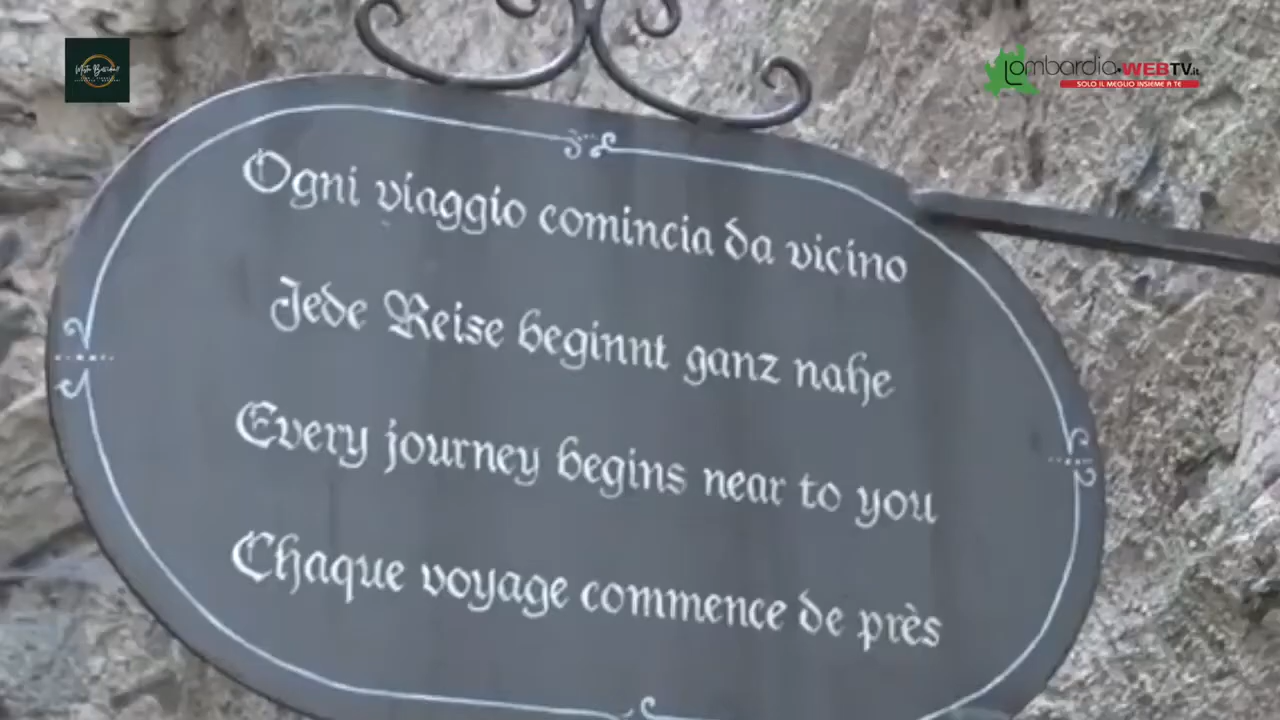 Lombardia.WEBTV.it
SOLO IL MEGLIO INSIEME A TE
Ogni viaggio comincia da vicino
Jede Reise beginnt ganz nahe
Every journey begins near to you
Chaque voyage commence de près